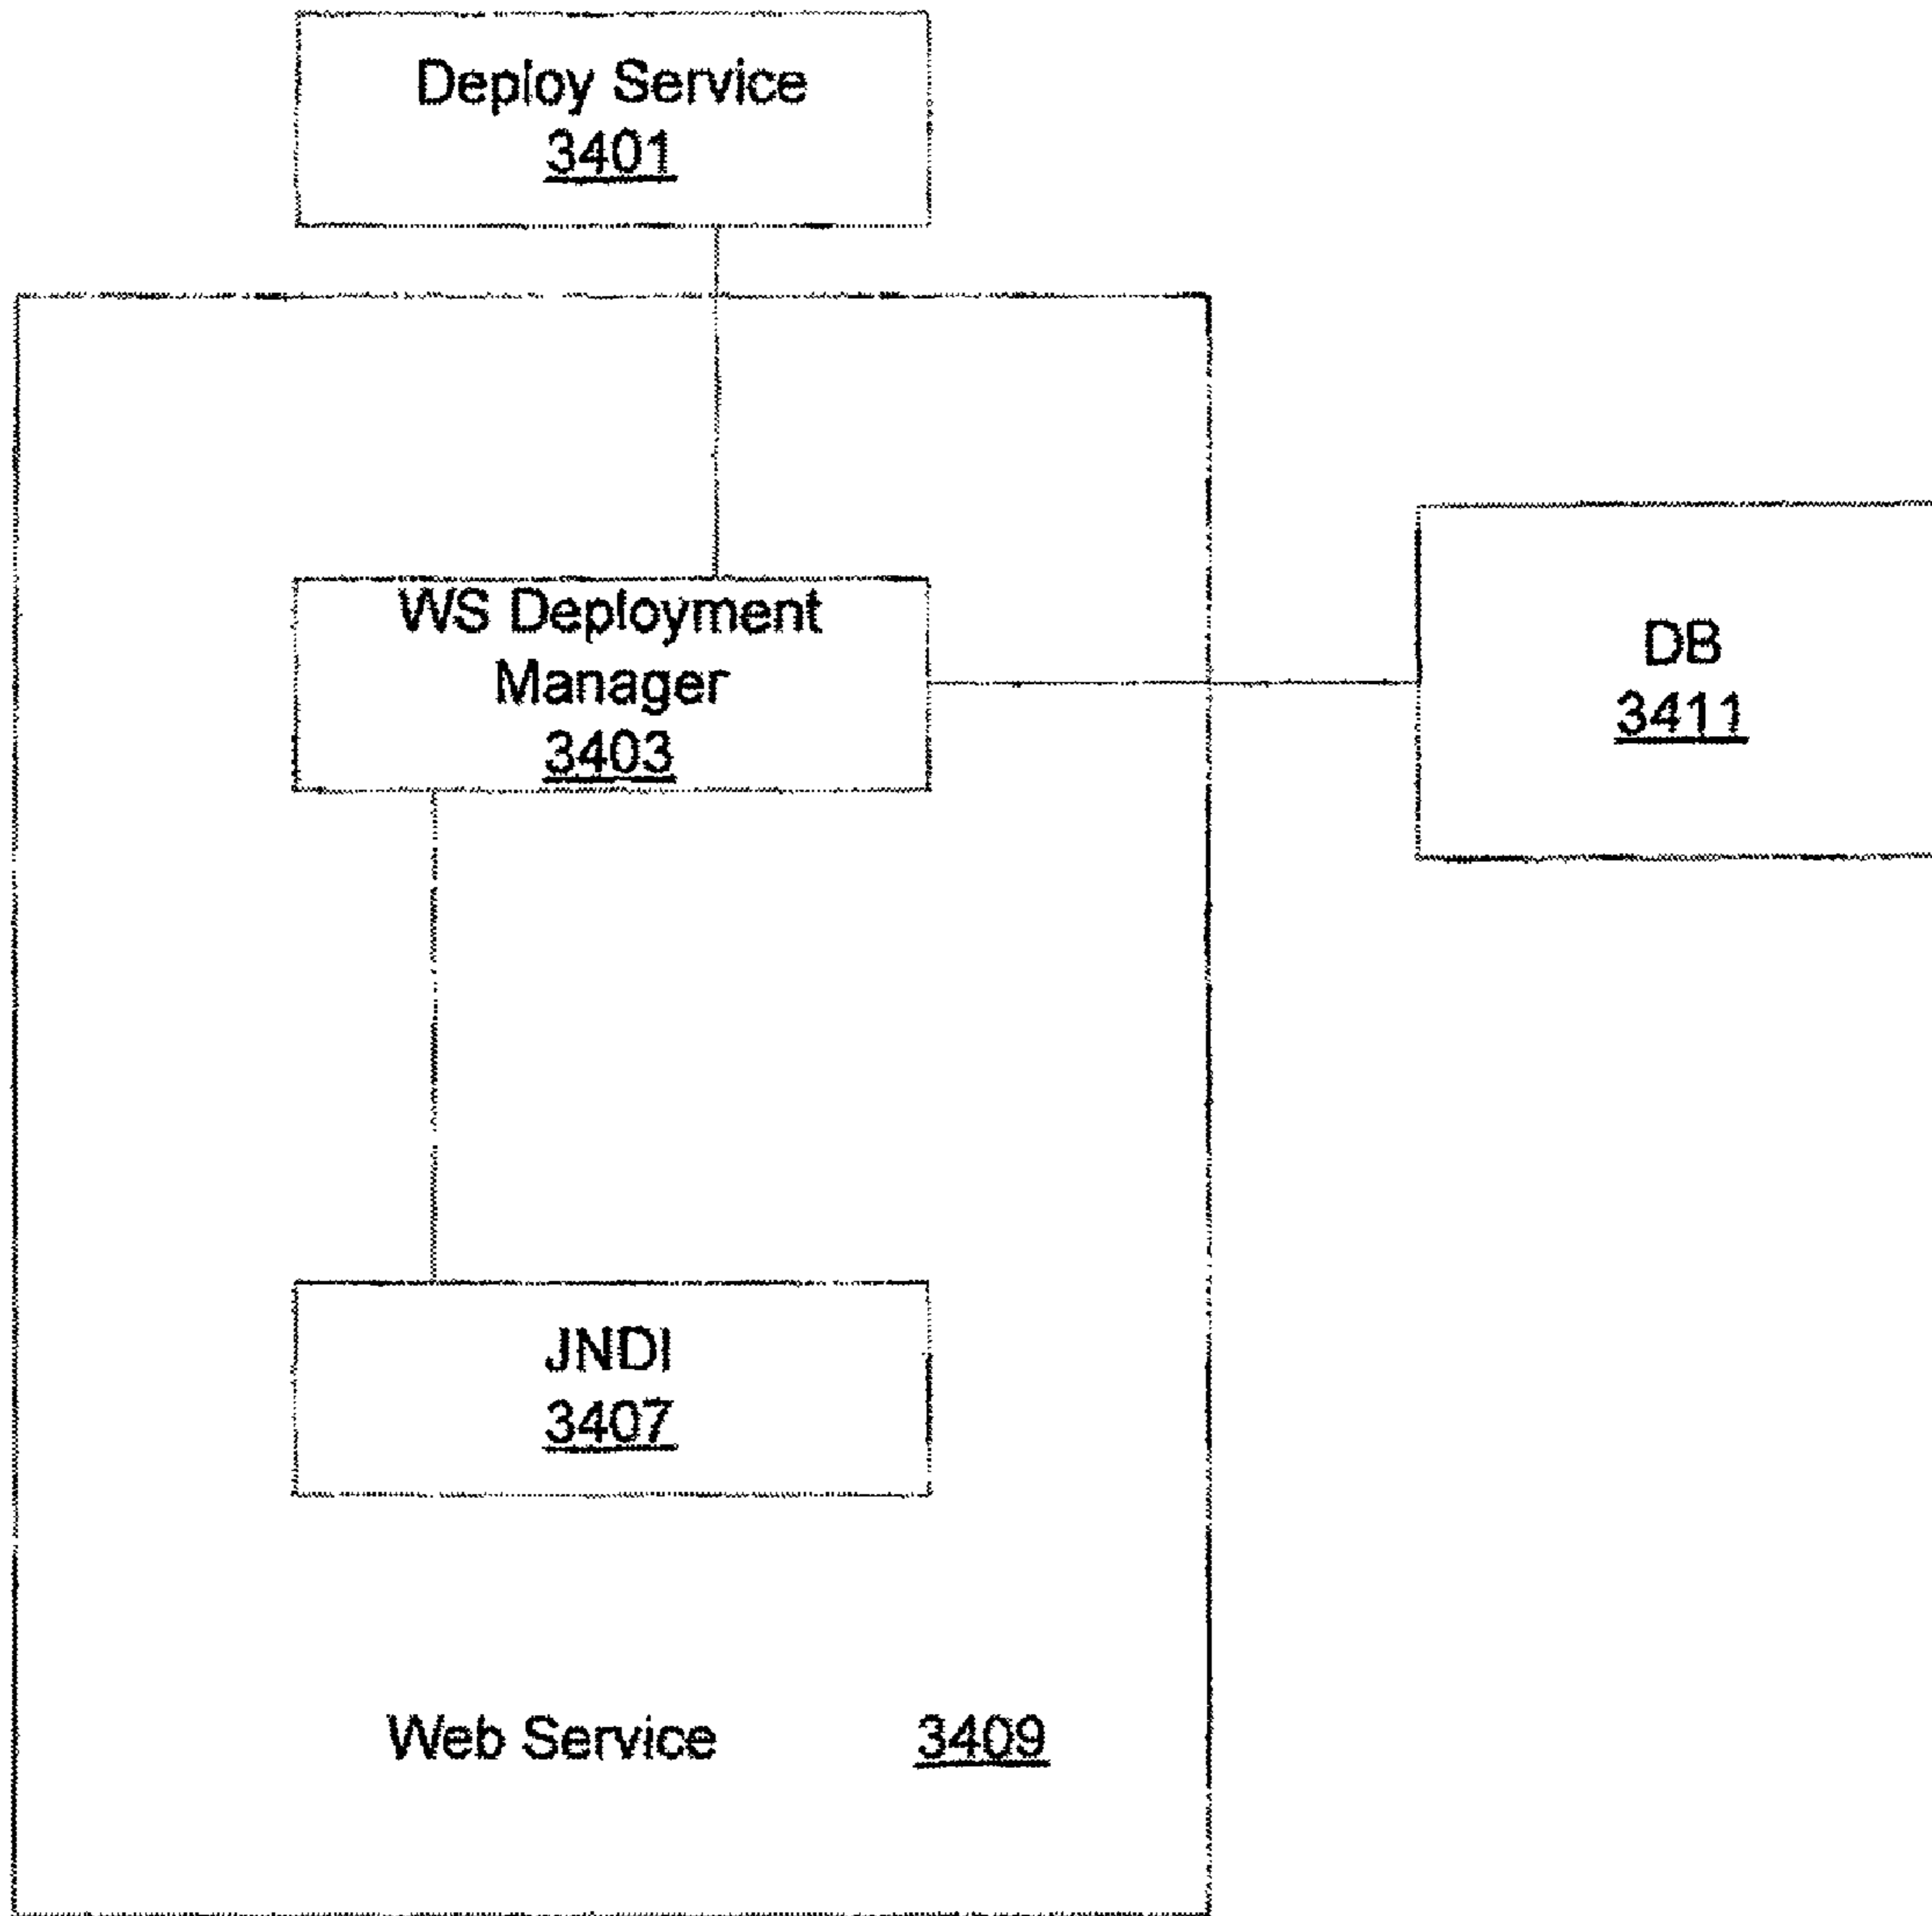 Deploy Service
3401
WS Deployment
Manager
3403
DB
3411
JNDI
3407
Web Service 3409